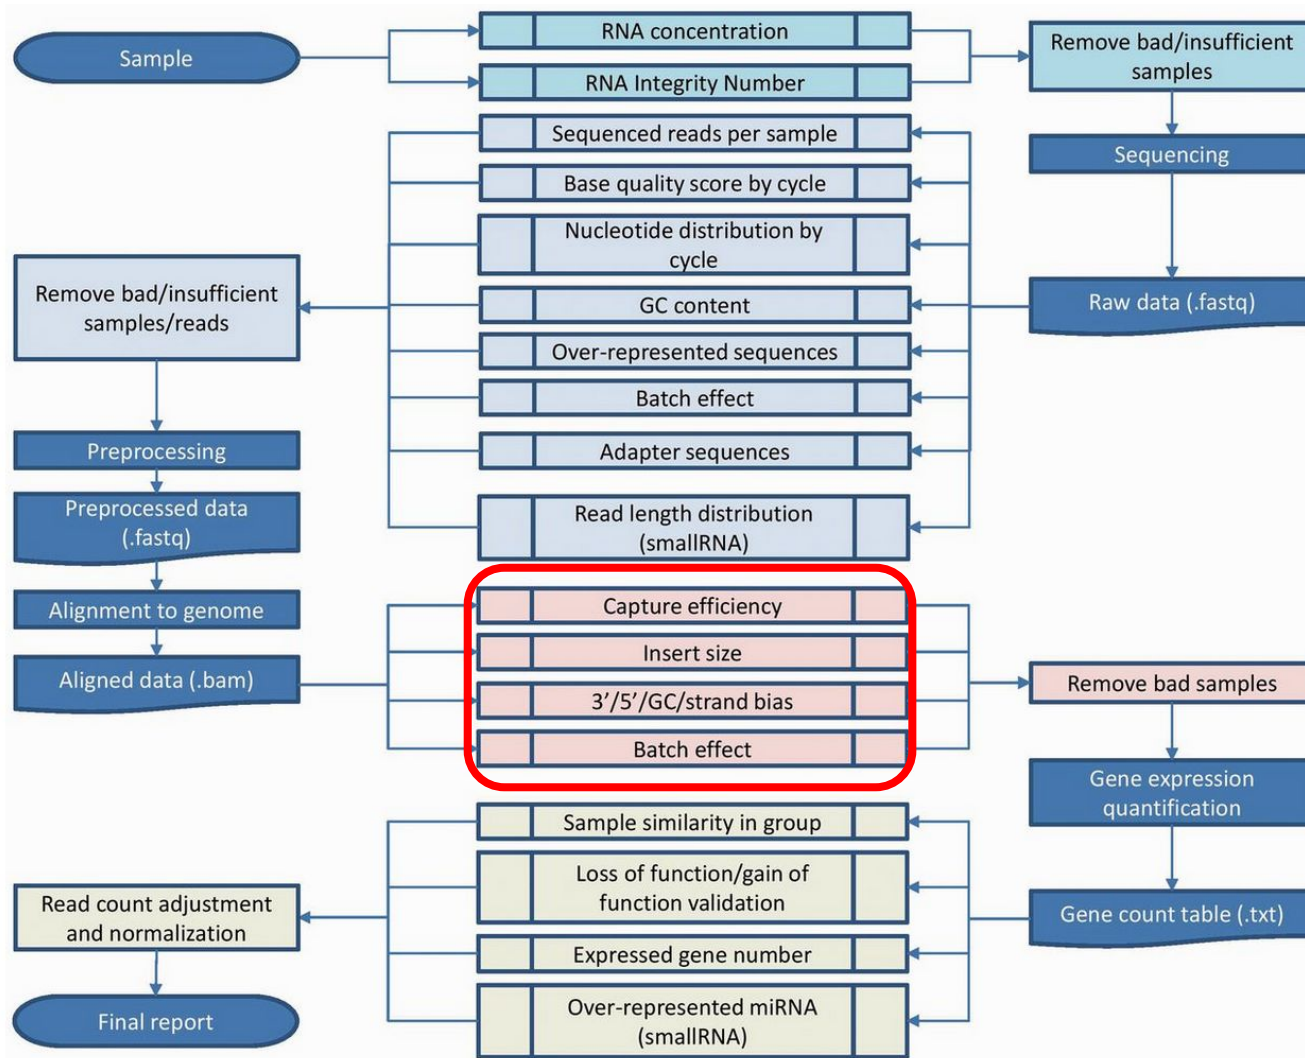 Sample
RNA concentration
RNA Integrity Number
Remove bad/insufficient
samples
Sequencing
Raw data (.fastq)
Sequenced reads per sample
Base quality score by cycle
Nucleotide distribution by
cycle
GC content
Over-represented sequences
Batch effect
Adapter sequences
Read length distribution
(smallRNA)
Remove bad/insufficient
samples/reads
Preprocessing
Preprocessed data
(.fastq)
Alignment to genome
Aligned data (.bam)
Capture efficiency
Insert size
3’/5’/GC/strand bias
Batch effect
Remove bad samples
Gene expression
quantification
Gene count table (.txt)
Sample similarity in group
Loss of function/gain of
function validation
Expressed gene number
Over-represented miRNA
(smallRNA)
Read count adjustment
and normalization
Final report